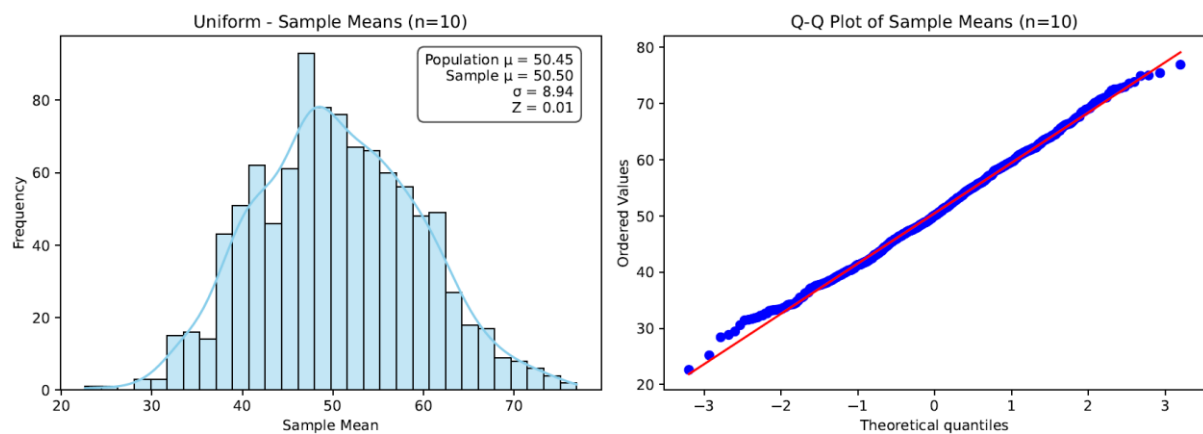 Uniform - Sample Means (n=10)
Population μ = 50.45
Sample μ = 50.50
σ = 8.94
Z = 0.01
80
60
40
20
0
Frequency
20
30
40
50
60
70
Sample Mean
Q-Q Plot of Sample Means (n=10)
80
70
60
50
40
30
20
Ordered Values
−3
−2
−1
0
1
2
3
Theoretical quantiles